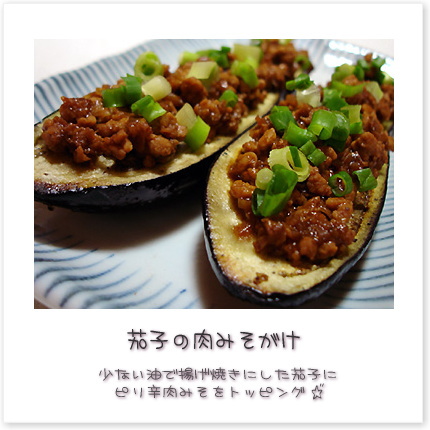 茄子の肉みそがけ
少ない油で揚げ焼きにした茄子に
ピリ辛肉みそをトッピング☆